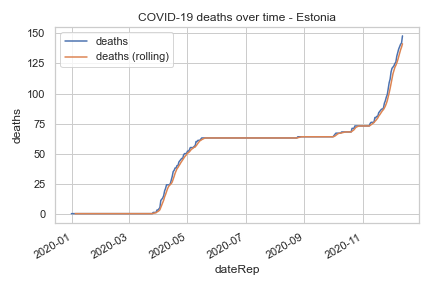 COVID-19 deaths over time - Estonia
deaths
deaths (rolling)
150
125
100
75
50
25
0
deaths
2020-01
2020-03
2020-05
2020-07
2020-09
2020-11
dateRep